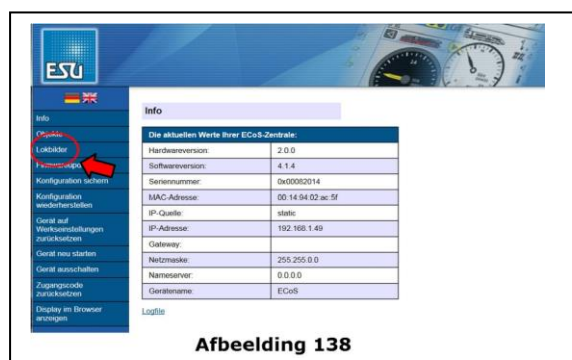 ESU
Info
Objekte
Lokbilder
Konfiguration sichern
Konfiguration
wiederherstellen
Gerät auf
Werkseinstellungen
zurücksetzen
Gerät neu starten
Gerät ausschalten
Zugangscode
zurücksetzen
Display im Browser
anzeigen
Info
Die aktuellen Werte Ihrer ECoS-Zentrale:
Hardwareversion: 2.0.0
Softwareversion: 4.1.4
Seriennummer: 0x00082014
MAC-Adresse: 00:14:94:02:ac:5f
IP-Quelle: static
IP-Adresse: 192.168.1.49
Gateway:
Netzmaske: 255.255.0.0
Nameserver: 0.0.0.0
Gerätename: ECoS
Logfile
Afbeelding 138